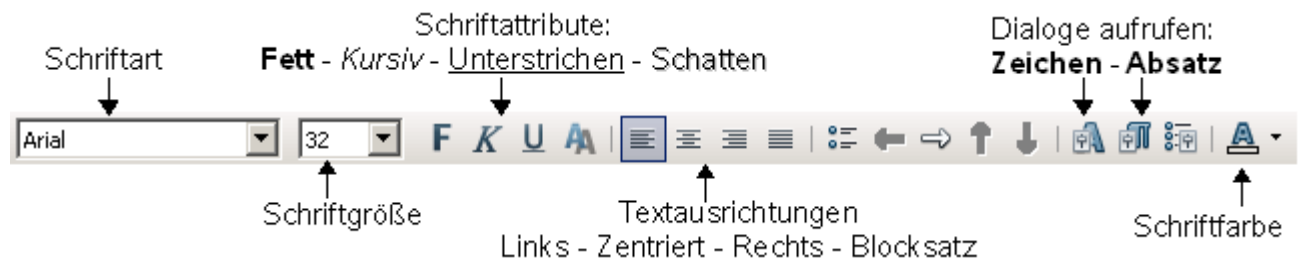 Schriftattribute:
Dialoge aufrufen:
Schriftart
Fett - Kursiv - Unterstrichen - Schatten
Zeichen - Absatz
Arial
32
F K U A A
A
Schriftgröße
Textausrichtungen
Schriftfarbe
Links - Zentriert - Rechts - Blocksatz